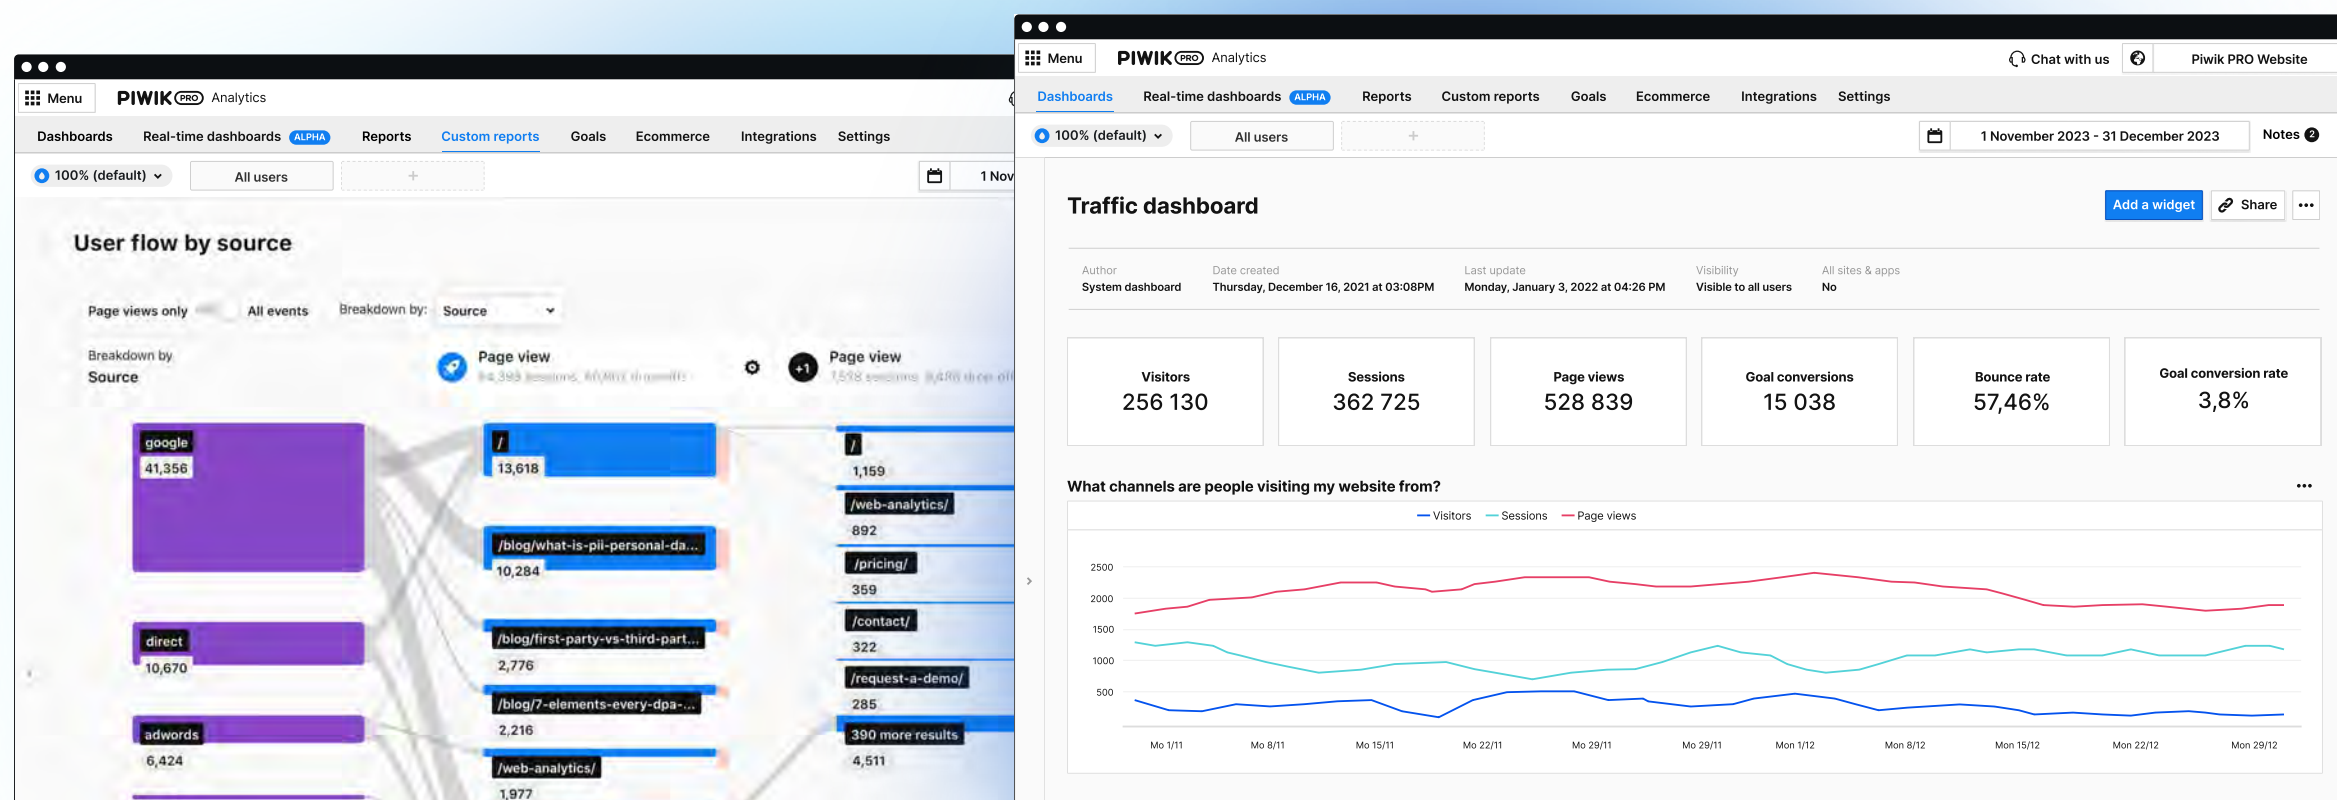 Menu
PIWIK PRO Analytics
Dashboards
Real-time dashboards ALPHA
Reports
Custom reports
Goals
Ecommerce
Integrations
Settings
100% (default)
All users
+
1 Nov
User flow by source
Page views only
All events
Breakdown by:
Source
Breakdown by
Source
Page view
+1
Page view
google
41,356
direct
10,670
adwords
6,424
/
13,618
/blog/what-is-pii-personal-da...
10,284
/blog/first-party-vs-third-part...
2,776
/blog/7-elements-every-dpa-...
2,216
/web-analytics/
1,977
/
1,159
/web-analytics/
892
/pricing/
359
/contact/
322
/request-a-demo/
285
390 more results
4,511
Menu
PIWIK PRO Analytics
Chat with us
Piwik PRO Website
Dashboards
Real-time dashboards ALPHA
Reports
Custom reports
Goals
Ecommerce
Integrations
Settings
100% (default)
All users
+
1 November 2023 - 31 December 2023
Notes 2
Traffic dashboard
Add a widget
Share
Author
System dashboard
Date created
Thursday, December 16, 2021 at 03:08PM
Last update
Monday, January 3, 2022 at 04:26 PM
Visibility
Visible to all users
All sites & apps
No
Visitors
256 130
Sessions
362 725
Page views
528 839
Goal conversions
15 038
Bounce rate
57,46%
Goal conversion rate
3,8%
What channels are people visiting my website from?
Visitors
Sessions
Page views
2500
2000
1500
1000
500
Mo 1/11
Mo 8/11
Mo 15/11
Mo 22/11
Mo 29/11
Mo 29/11
Mon 1/12
Mon 8/12
Mon 15/12
Mon 22/12
Mon 29/12